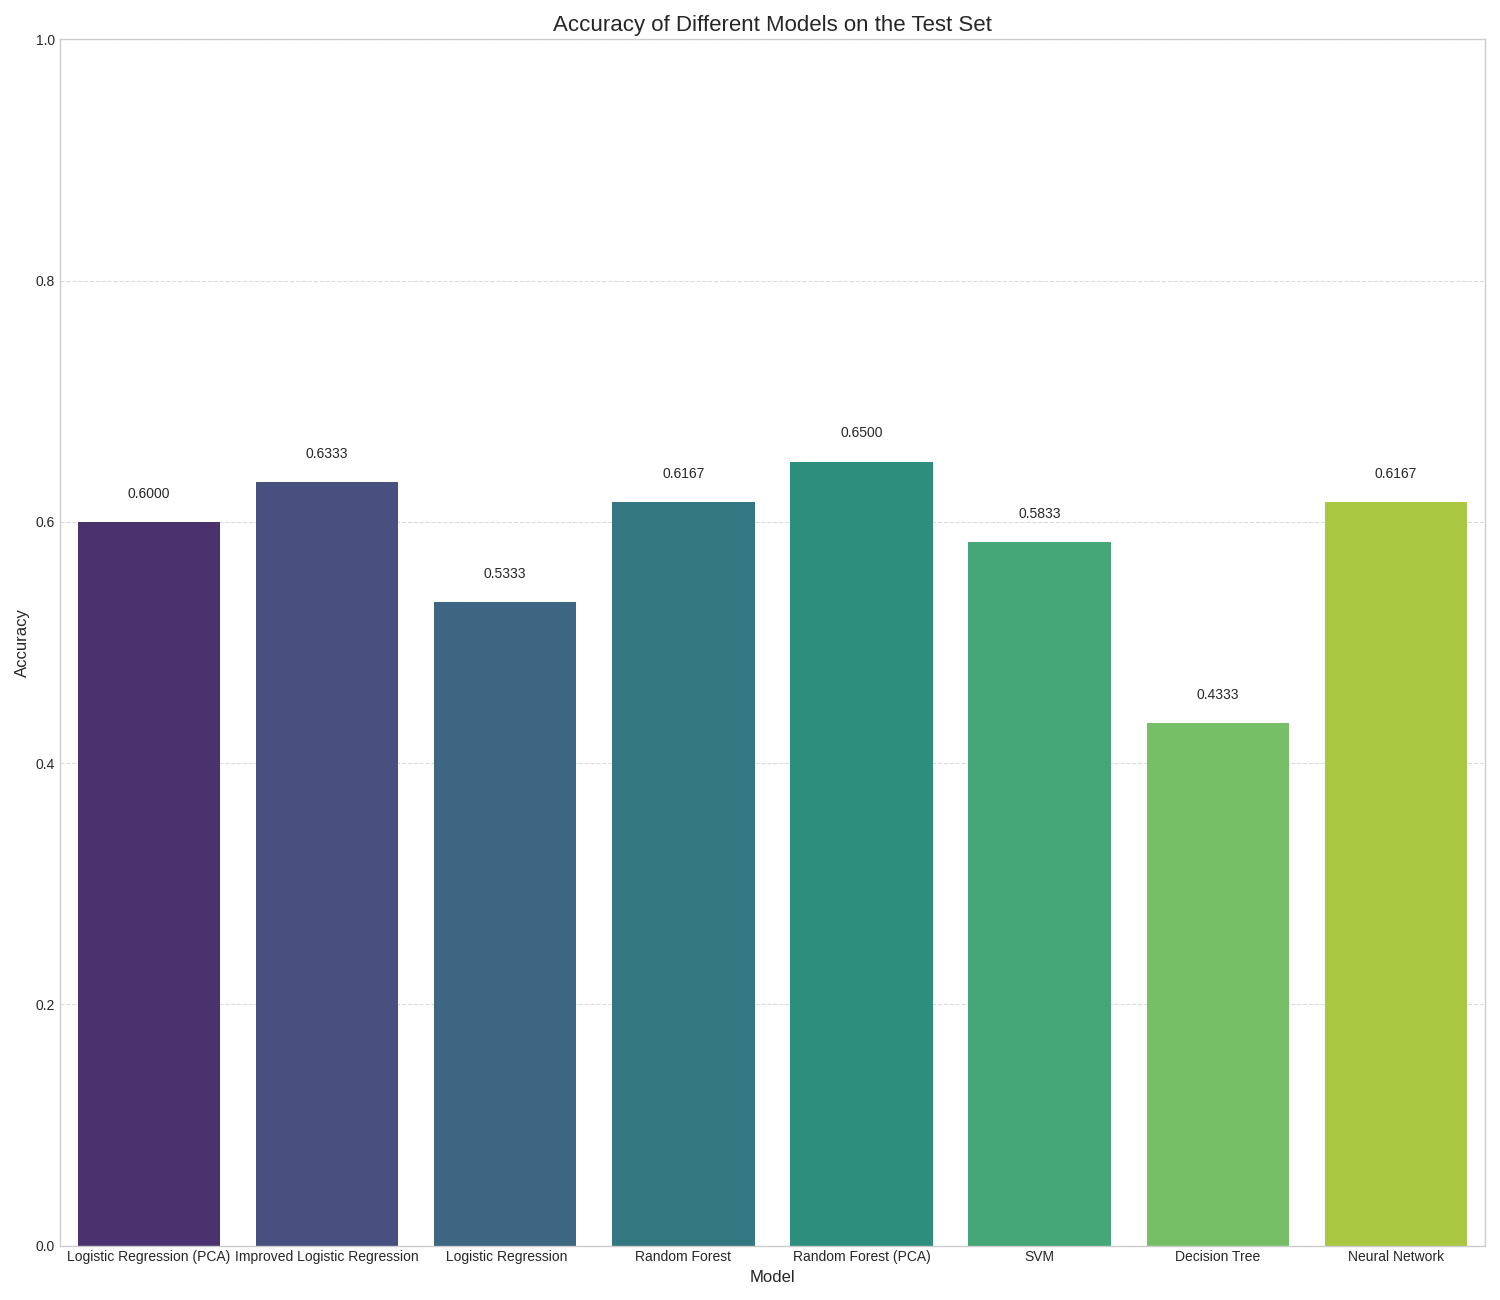 Accuracy of Different Models on the Test Set
1.0
0.8
0.6
0.4
0.2
0.0
Accuracy
0.6000
0.6333
0.5333
0.6167
0.6500
0.5833
0.4333
0.6167
Logistic Regression (PCA)
Improved Logistic Regression
Logistic Regression
Random Forest
Random Forest (PCA)
SVM
Decision Tree
Neural Network
Model